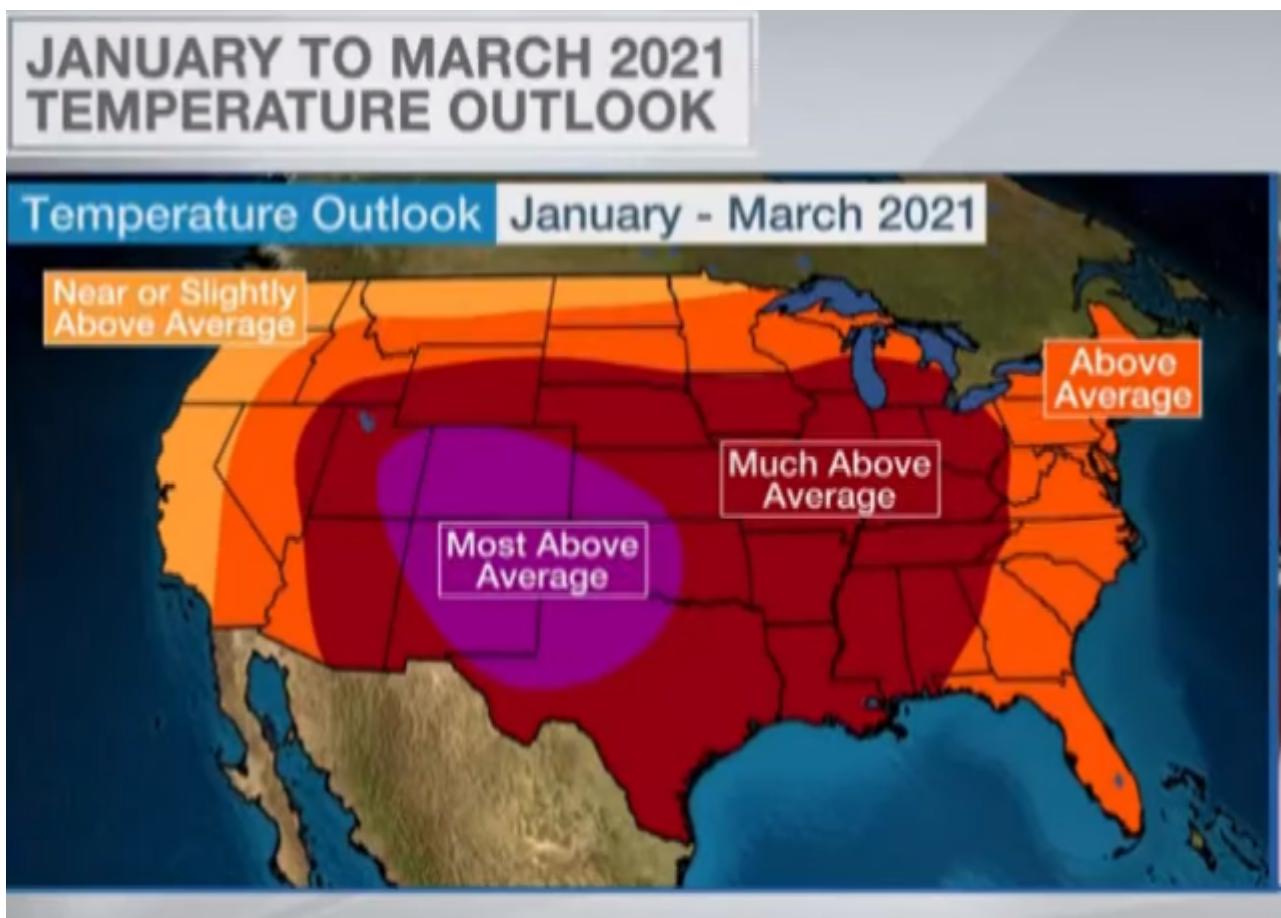 JANUARY TO MARCH 2021
TEMPERATURE OUTLOOK
Temperature Outlook January - March 2021
Near or Slightly
Above Average
Above
Average
Much Above
Average
Most Above
Average